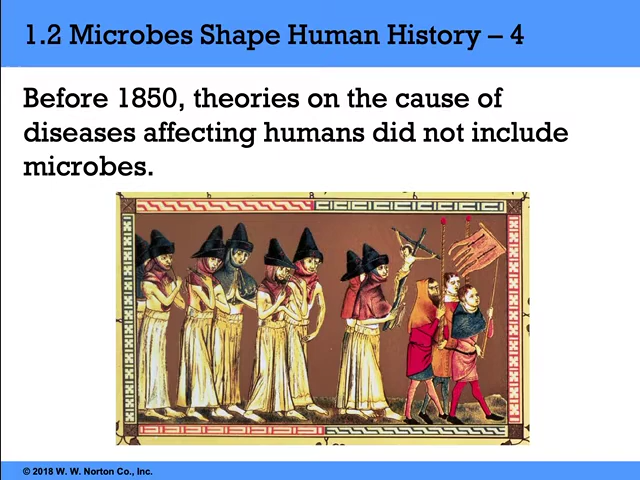 1.2 Microbes Shape Human History – 4
Before 1850, theories on the cause of
diseases affecting humans did not include
microbes.
© 2018 W. W. Norton Co., Inc.